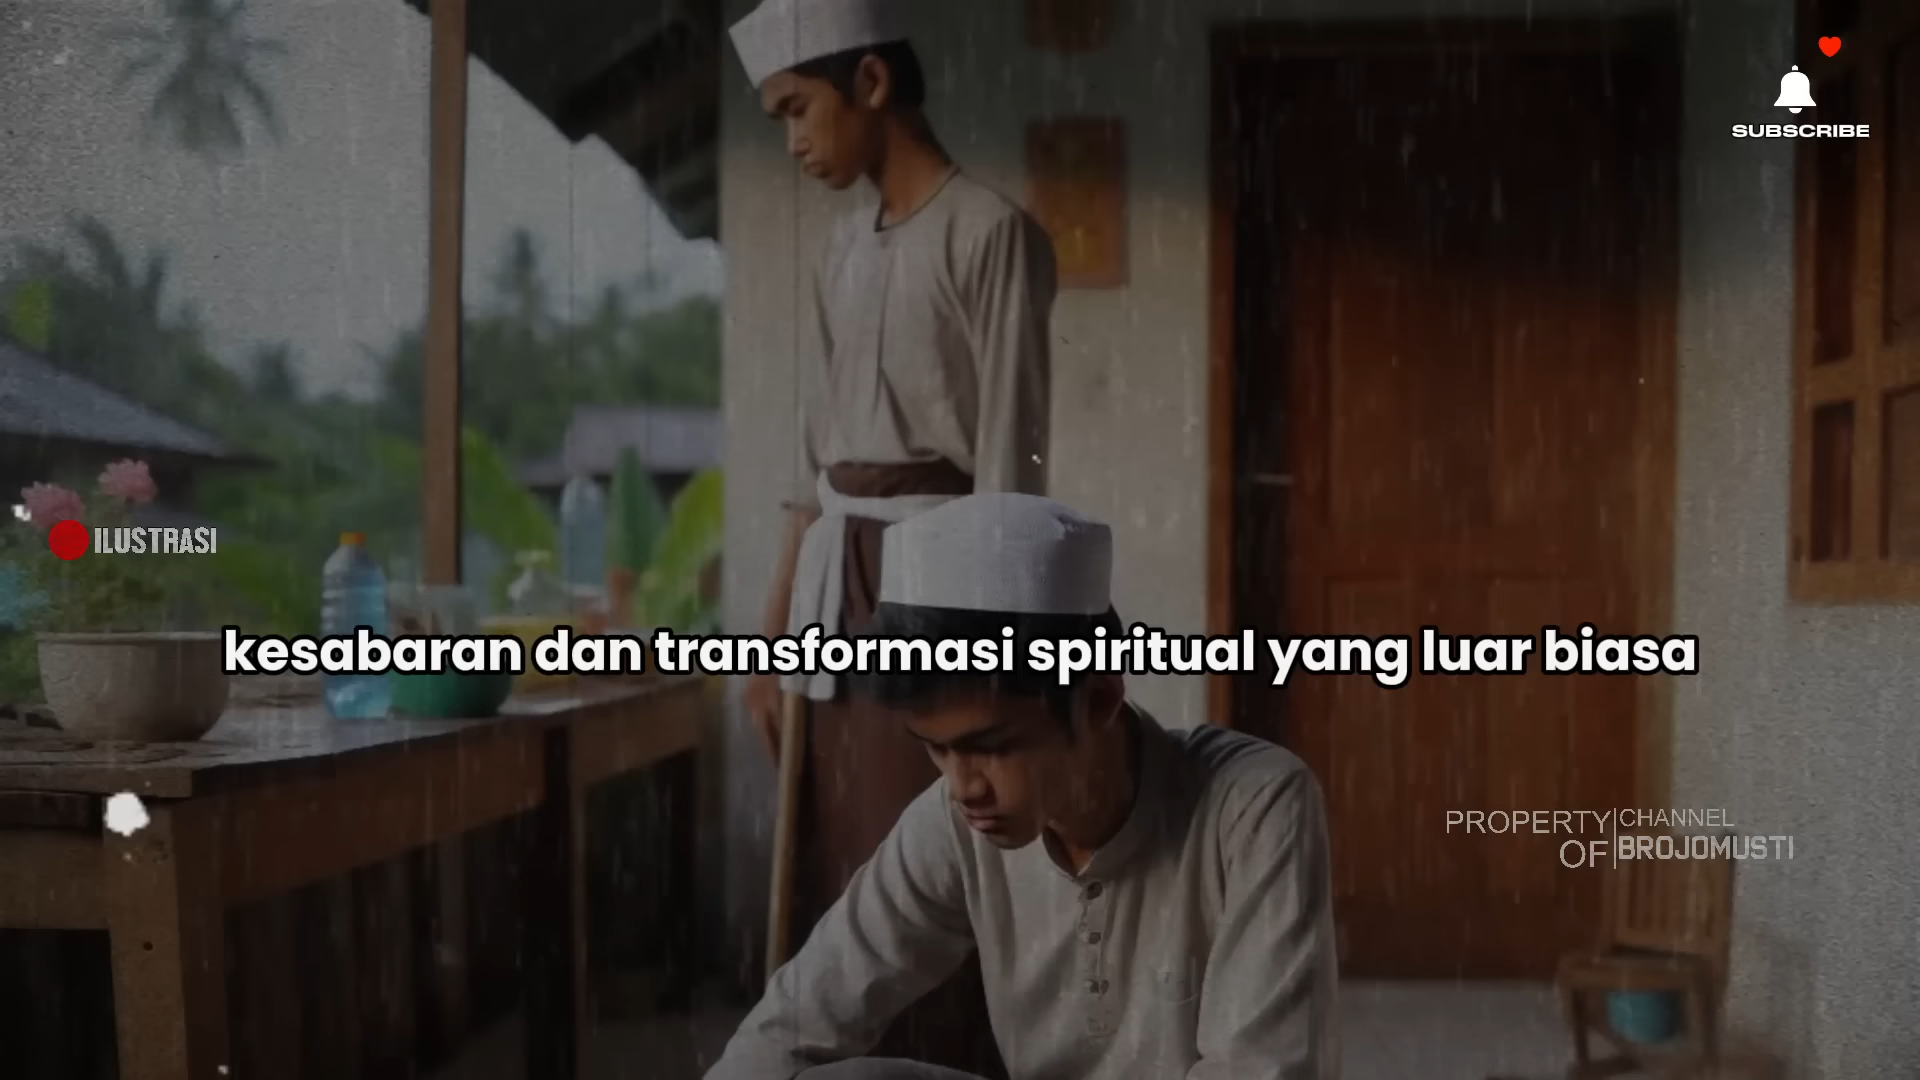 SUBSCRIBE
ILUSTRASI
kesabaran dan transformasi spiritual yang luar biasa
PROPERTY OF
CHANNEL
BROJOMUSTI